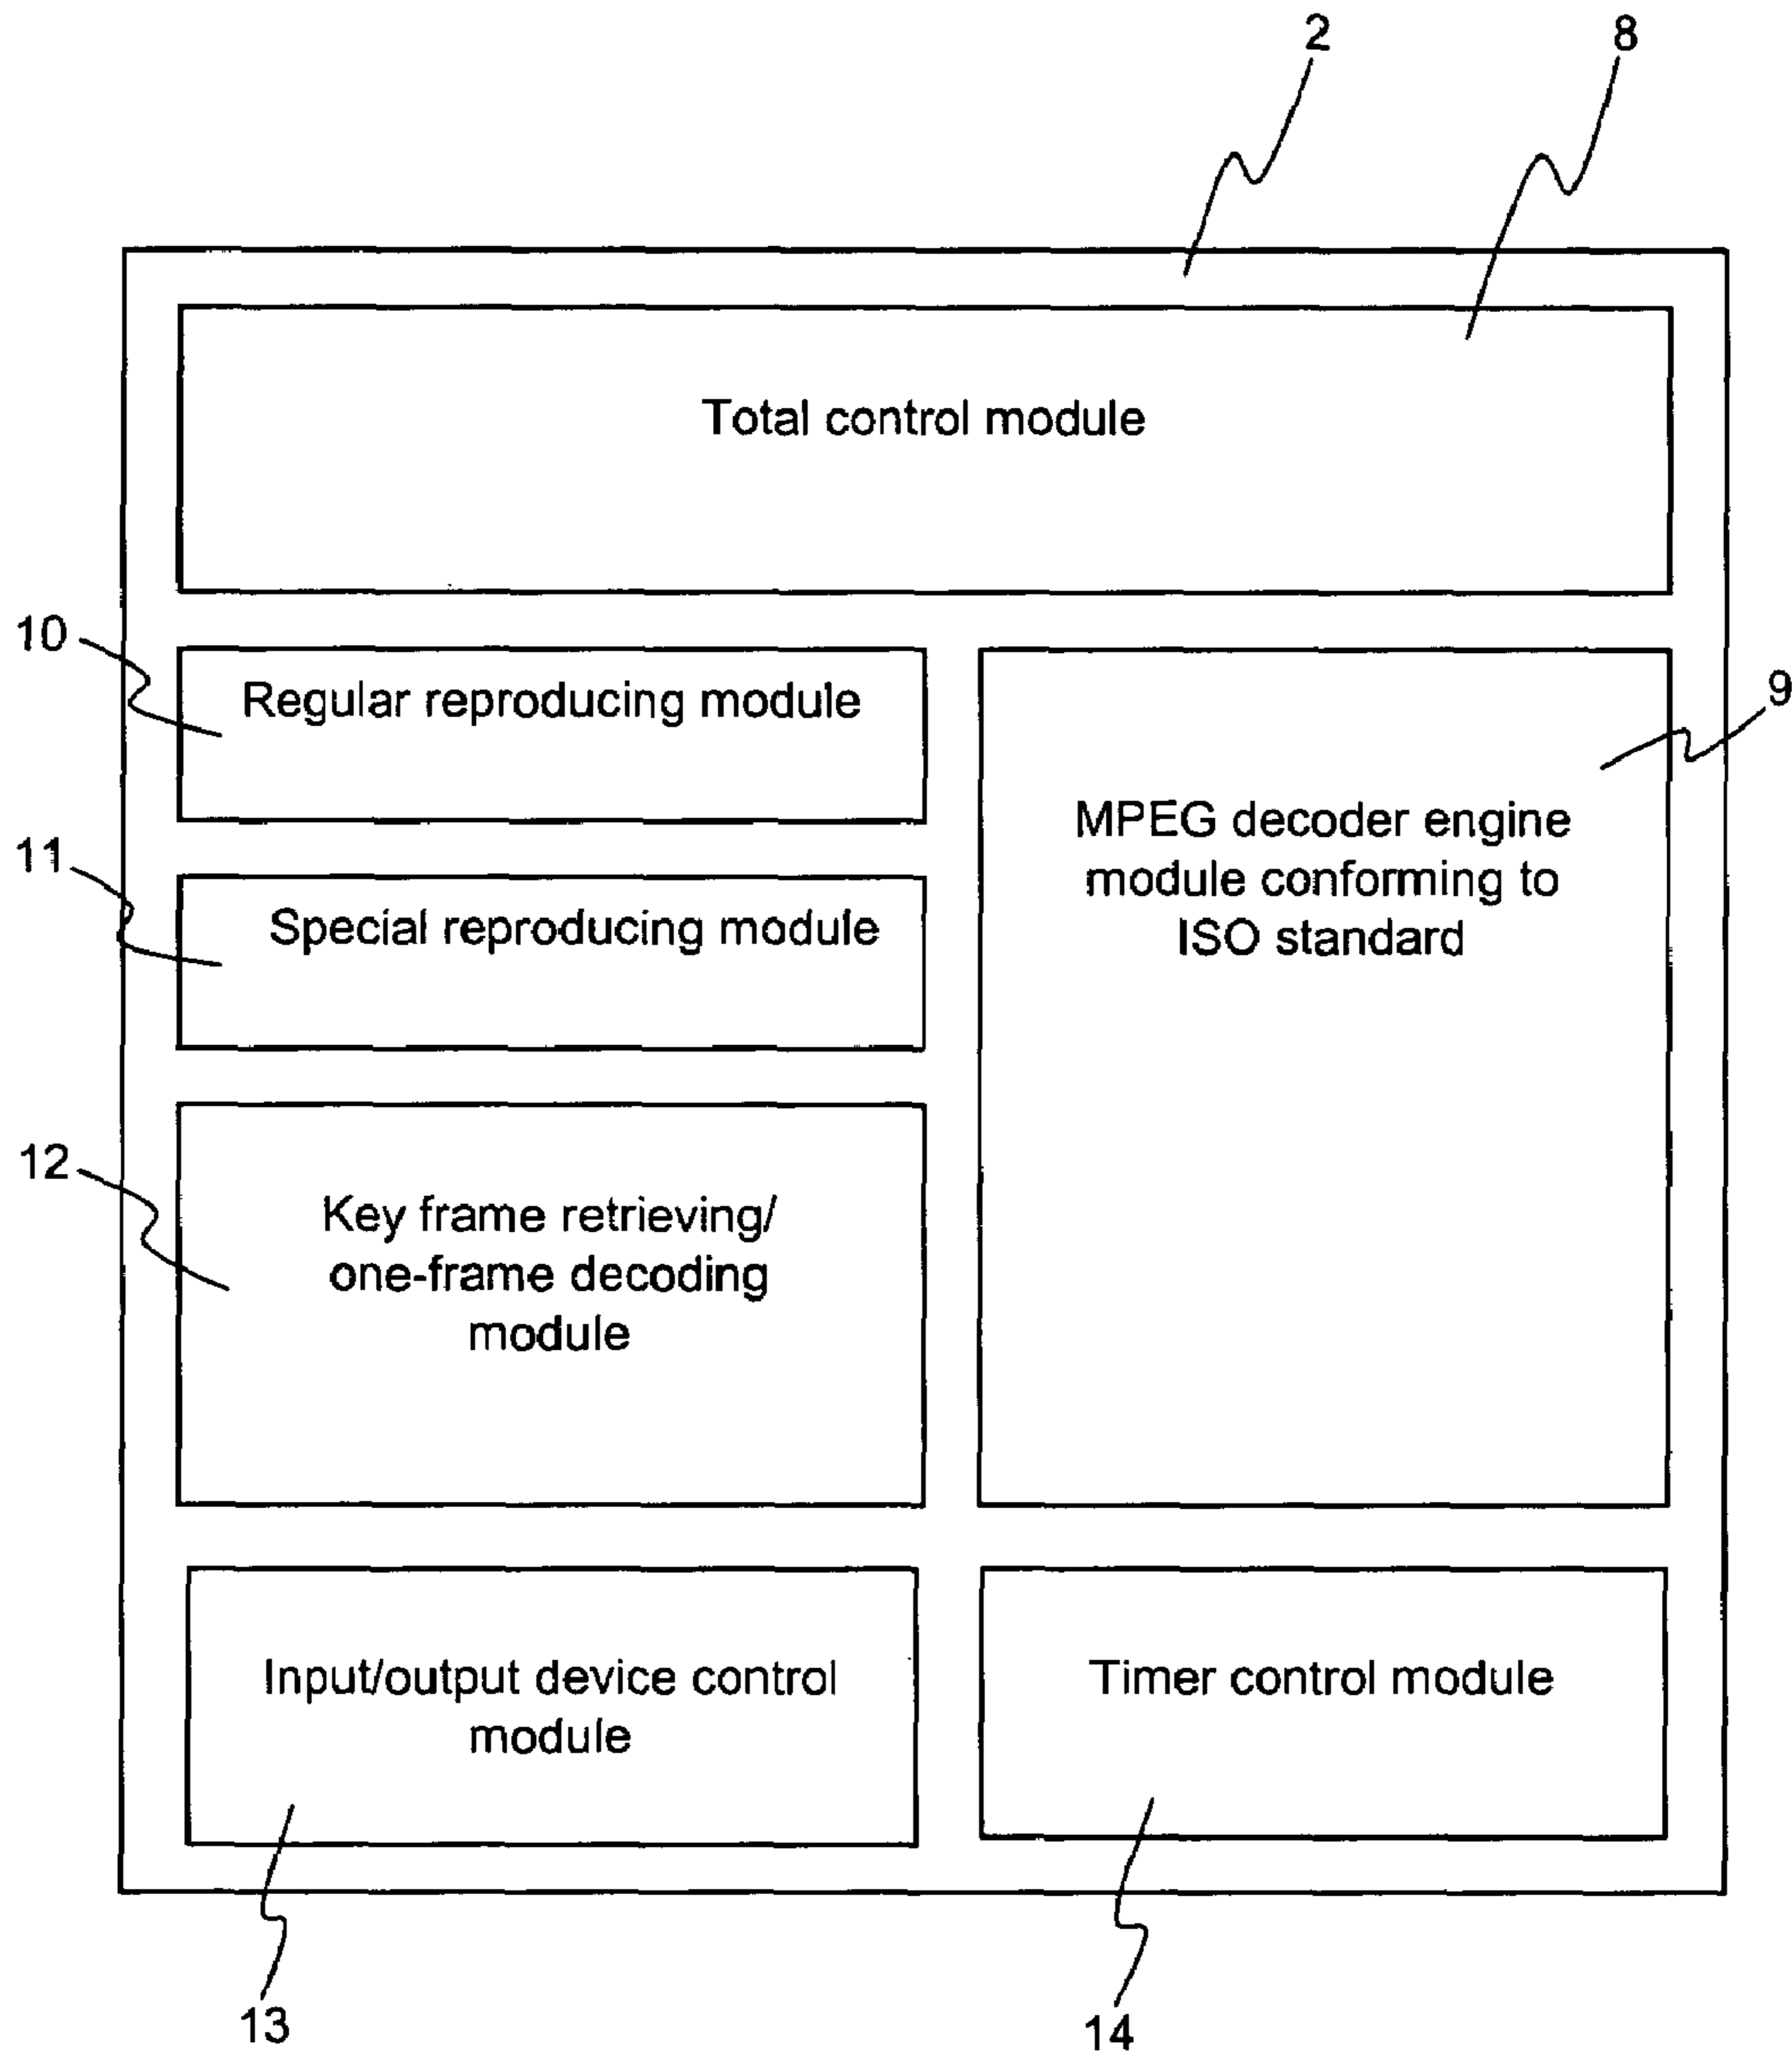 2
8
Total control module
10
Regular reproducing module
9
MPEG decoder engine
module conforming to
ISO standard
11
Special reproducing module
12
Key frame retrieving/
one-frame decoding
module
Input/output device control
module
Timer control module
13
14